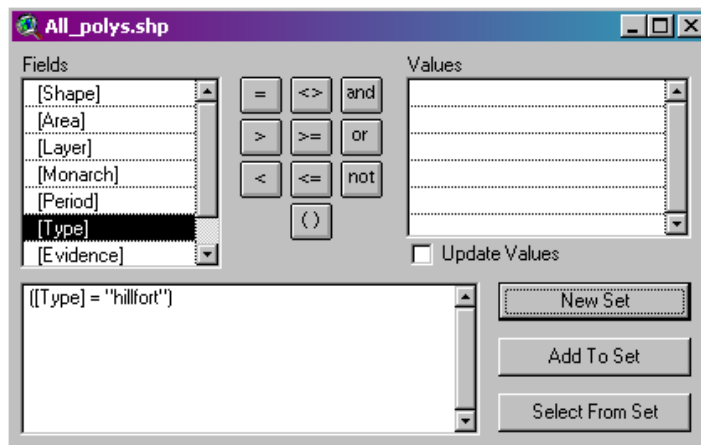 All_polys.shp
Fields
Values
[Shape]
[Area]
[Layer]
[Monarch]
[Period]
[Type]
[Evidence]
= <> and
> >= or
< <= not
( )
Update Values
([Type] = "hillfort")
New Set
Add To Set
Select From Set